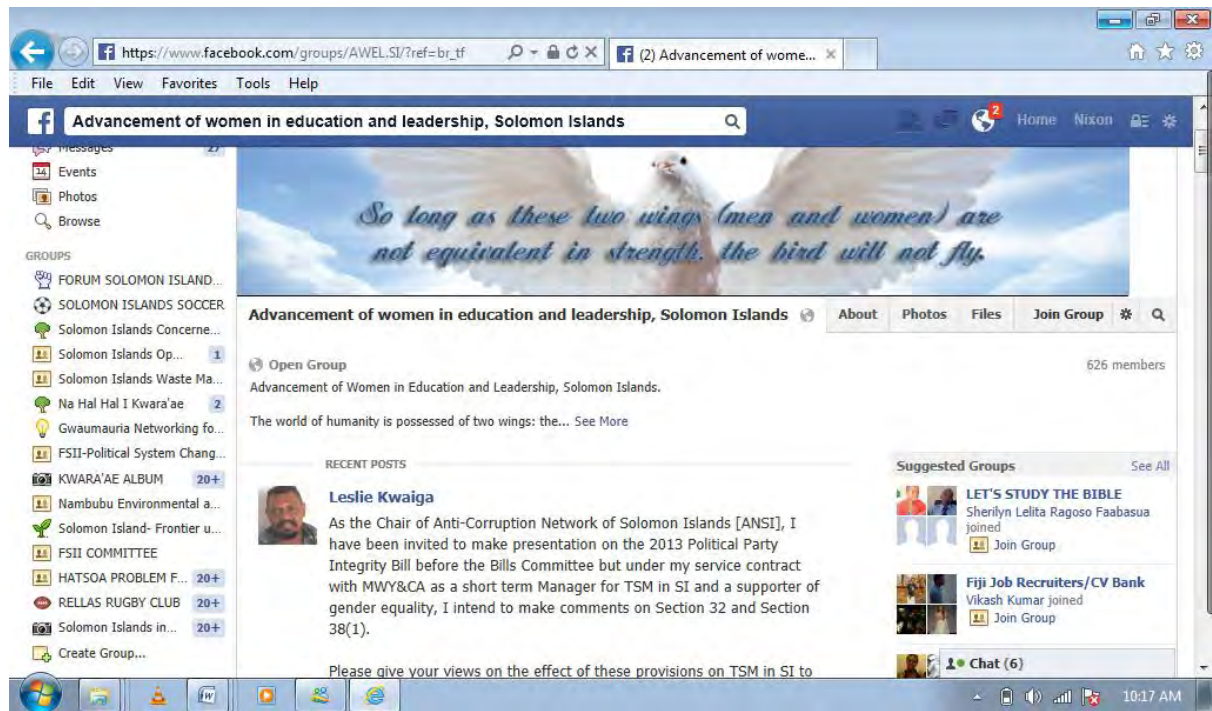 https://www.facebook.com/groups/AWEL.SI/?ref=br_tf
(2) Advancement of wome...
File Edit View Favorites Tools Help
Advancement of women in education and leadership, Solomon Islands
2
Home Nixon
Messages 27
14 Events
Photos
Browse
GROUPS
FORUM SOLOMON ISLAND...
SOLOMON ISLANDS SOCCER
Solomon Islands Concerne...
Solomon Islands Op... 1
Solomon Islands Waste Ma...
Na Hal Hal I Kwara'ae 2
Gwaumauria Networking fo...
FSII-Political System Chang...
KWARA'AE ALBUM 20+
Nambubu Environmental a...
Solomon Island- Frontier u...
FSII COMMITTEE
HATSOA PROBLEM F... 20+
RELLAS RUGBY CLUB 20+
Solomon Islands in... 20+
Create Group...
So long as these two wings (men and women) are
not equivalent in strength, the bird will not fly.
Advancement of women in education and leadership, Solomon Islands
About Photos Files Join Group
Open Group
626 members
Advancement of Women in Education and Leadership, Solomon Islands.
The world of humanity is possessed of two wings: the... See More
RECENT POSTS
Leslie Kwaiga
As the Chair of Anti-Corruption Network of Solomon Islands [ANSI], I
have been invited to make presentation on the 2013 Political Party
Integrity Bill before the Bills Committee but under my service contract
with MWY&CA as a short term Manager for TSM in SI and a supporter of
gender equality, I intend to make comments on Section 32 and Section
38(1).
Please give your views on the effect of these provisions on TSM in SI to
Suggested Groups See All
LET'S STUDY THE BIBLE
Sherilyn Lelita Ragoso Faabasua
joined
Join Group
Fiji Job Recruiters/CV Bank
Vikash Kumar joined
Join Group
Chat (6)
10:17 AM